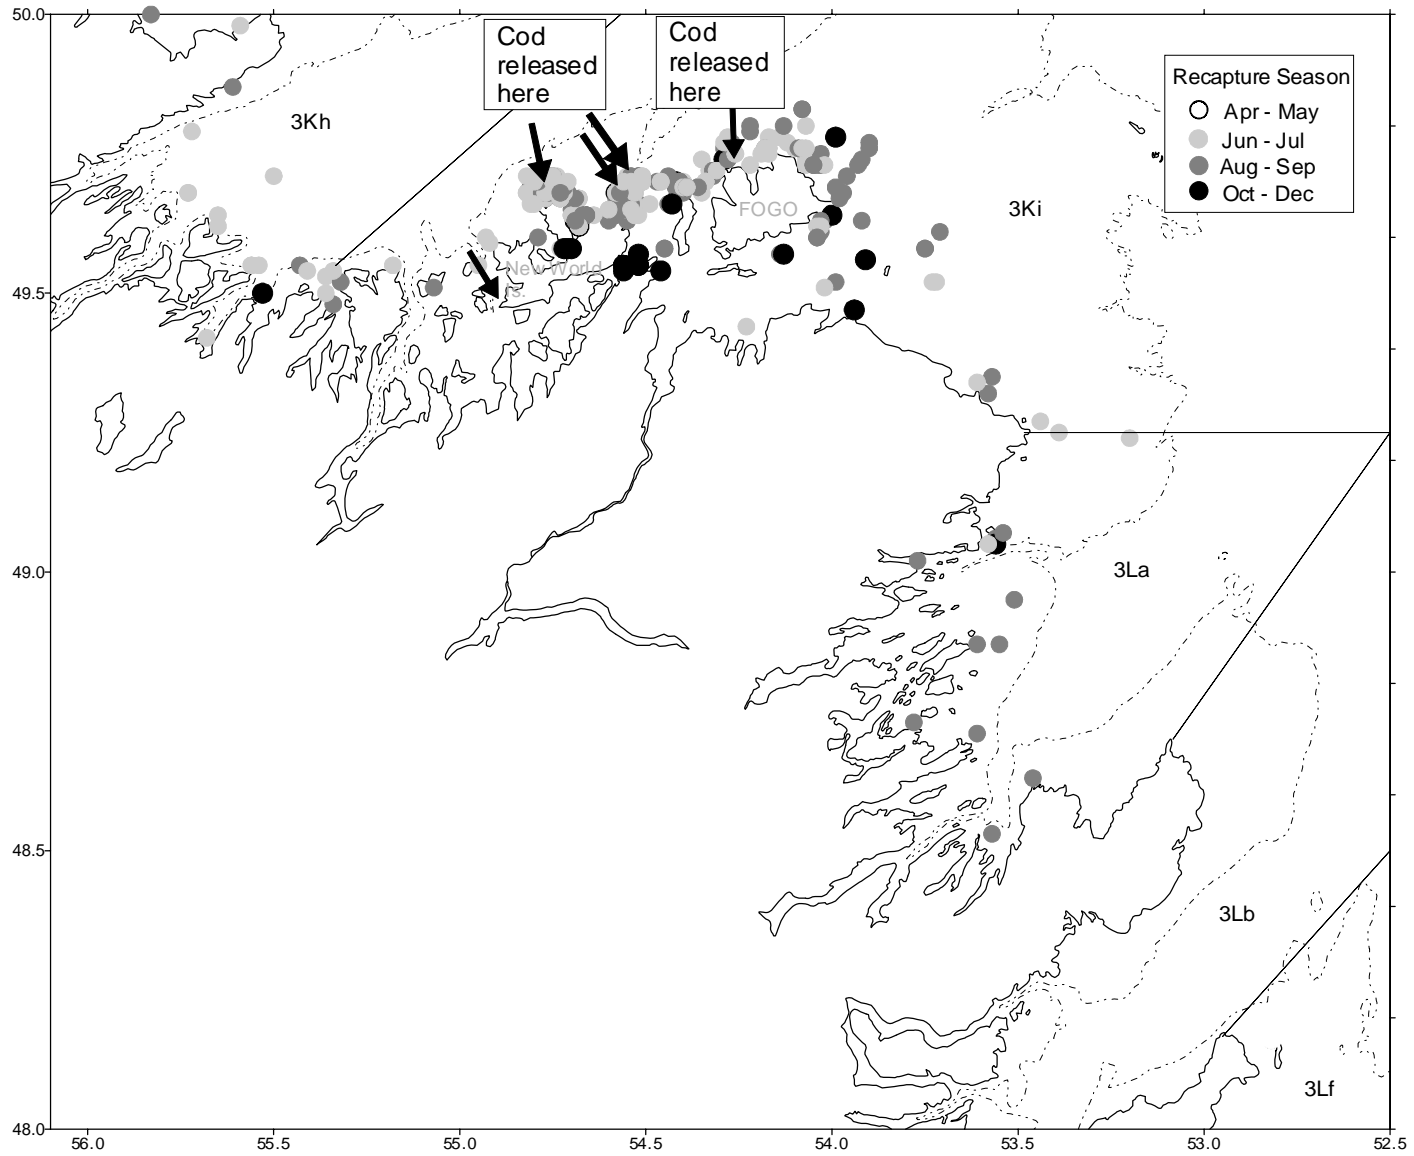 50.0
Cod
released
here
Cod
released
here
Recapture Season
Apr - May
Jun - Jul
Aug - Sep
Oct - Dec
3Kh
3Ki
FOGO
New World
Is.
49.5
49.0
3La
48.5
3Lb
3Lf
48.0
56.0
55.5
55.0
54.5
54.0
53.5
53.0
52.5